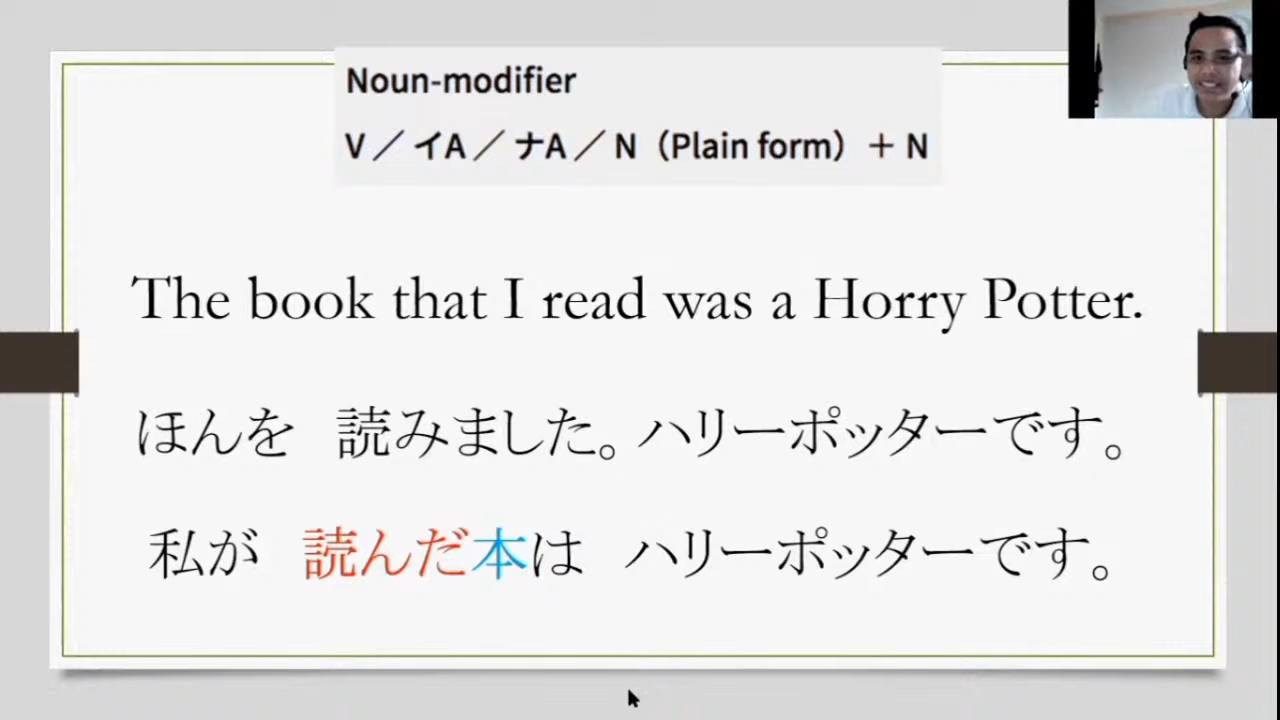 Noun-modifier
V／イA／ナA／N（Plain form）＋N
The book that I read was a Horry Potter.
ほんを　読みました。ハリーポッターです。
私が　読んだ本は　ハリーポッターです。